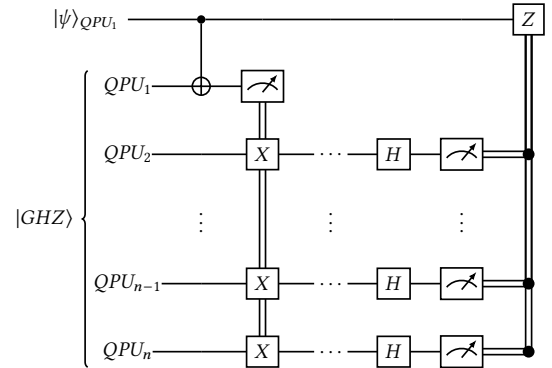 |ψ⟩QPU₁ Z
QPU₁
QPU₂ X ··· H
|GHZ⟩ ⋮ ⋮ ⋮
QPUₙ₋₁ X ··· H
QPUₙ X ··· H